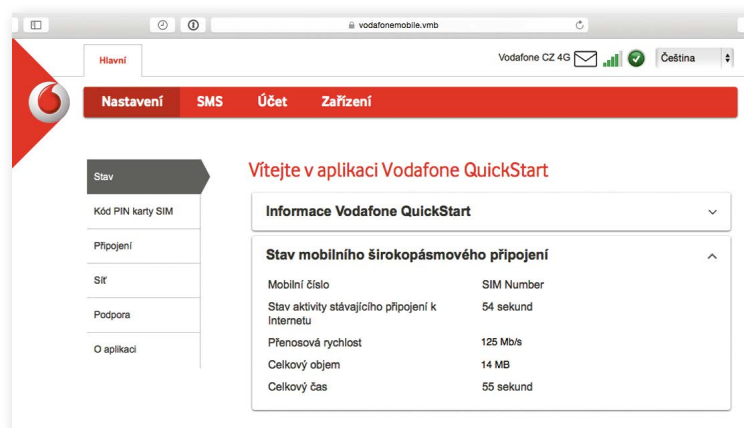 vodafonemobile.vmb
Hlavní
Vodafone CZ 4G
Čeština
Nastavení SMS Účet Zařízení
Vítejte v aplikaci Vodafone QuickStart
Stav
Kód PIN karty SIM
Připojení
Síť
Podpora
O aplikaci
Informace Vodafone QuickStart
Stav mobilního širokopásmového připojení
Mobilní číslo SIM Number
Stav aktivity stávajícího připojení k
Internetu
54 sekund
Přenosová rychlost 125 Mb/s
Celkový objem 14 MB
Celkový čas 55 sekund